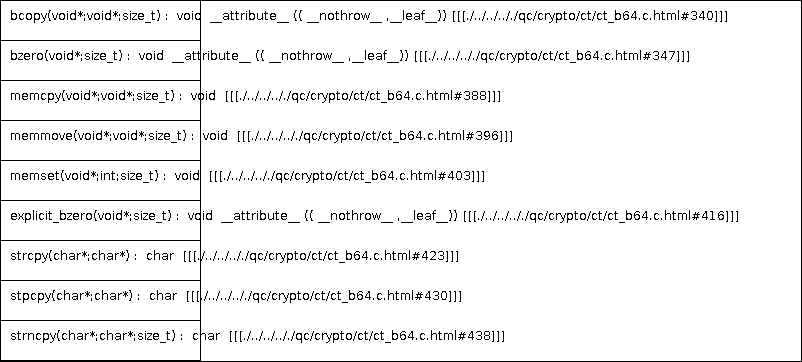 bcopy(void*;void*;size_t) : void __attribute__ (( __nothrow__ ,__leaf__)) [[[./../../../../qc/crypto/ct/ct_b64.c.html#340]]]
bzero(void*;size_t) : void __attribute__ (( __nothrow__ ,__leaf__)) [[[./../../../../qc/crypto/ct/ct_b64.c.html#347]]]
memcpy(void*;void*;size_t) : void [[[./../../../../qc/crypto/ct/ct_b64.c.html#388]]]
memmove(void*;void*;size_t) : void [[[./../../../../qc/crypto/ct/ct_b64.c.html#396]]]
memset(void*;int;size_t) : void [[[./../../../../qc/crypto/ct/ct_b64.c.html#403]]]
explicit_bzero(void*;size_t) : void __attribute__ (( __nothrow__ ,__leaf__)) [[[./../../../../qc/crypto/ct/ct_b64.c.html#416]]]
strcpy(char*;char*) : char [[[./../../../../qc/crypto/ct/ct_b64.c.html#423]]]
stpcpy(char*;char*) : char [[[./../../../../qc/crypto/ct/ct_b64.c.html#430]]]
strncpy(char*;char*;size_t) : char [[[./../../../../qc/crypto/ct/ct_b64.c.html#438]]]